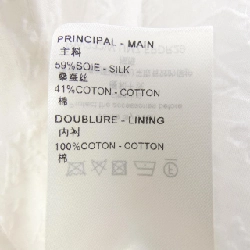 PRINCIPAL - MAIN
主料
59%SOIE - SILK
桑蚕丝
41%COTON - COTTON
棉
DOUBLURE - LINING
内衬
100%COTON - COTTON
棉